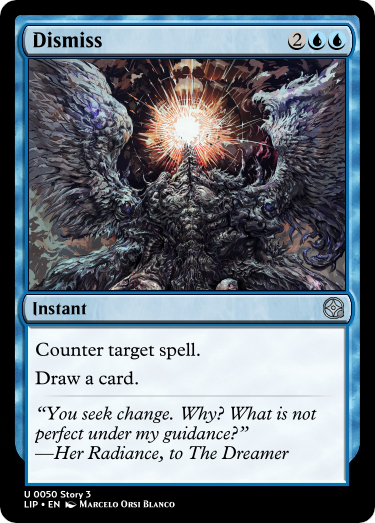 Dismiss 2
Instant
Counter target spell.
Draw a card.
“You seek change. Why? What is not
perfect under my guidance?”
—Her Radiance, to The Dreamer
U 0050 Story 3
LIP • EN Marcelo Orsi Blanco